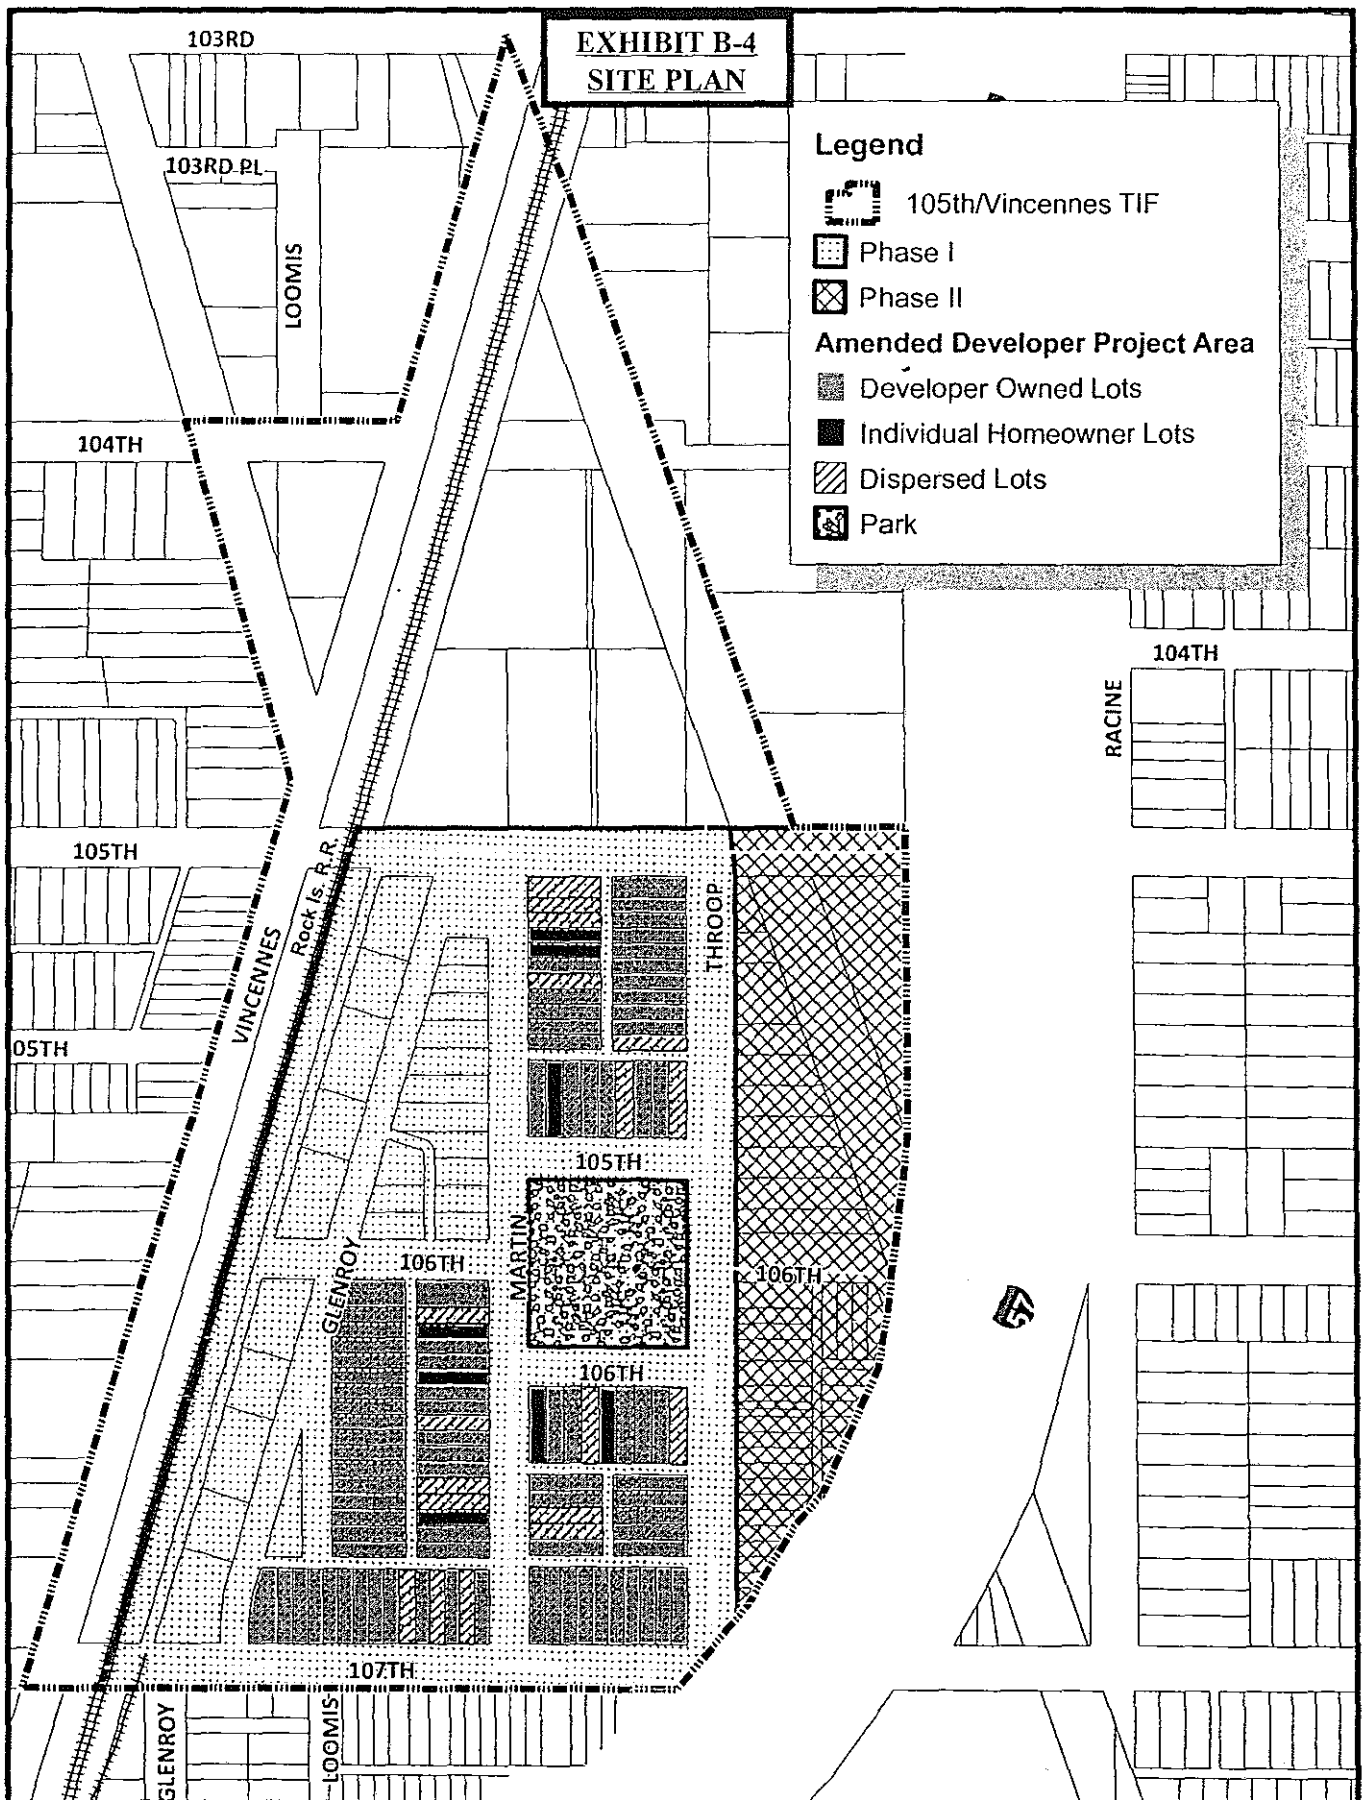 EXHIBIT B-4
SITE PLAN
103RD
103RD PL
LOOMIS
Legend
105th/Vincennes TIF
Phase I
Phase II
Amended Developer Project Area
Developer Owned Lots
Individual Homeowner Lots
Dispersed Lots
Park
104TH
104TH
RACINE
105TH
VINCENNES
Rock Is. R.R.
THROOP
05TH
105TH
MARTIN
GLENROY
106TH
106TH
57
106TH
107TH
GLENROY
LOOMIS